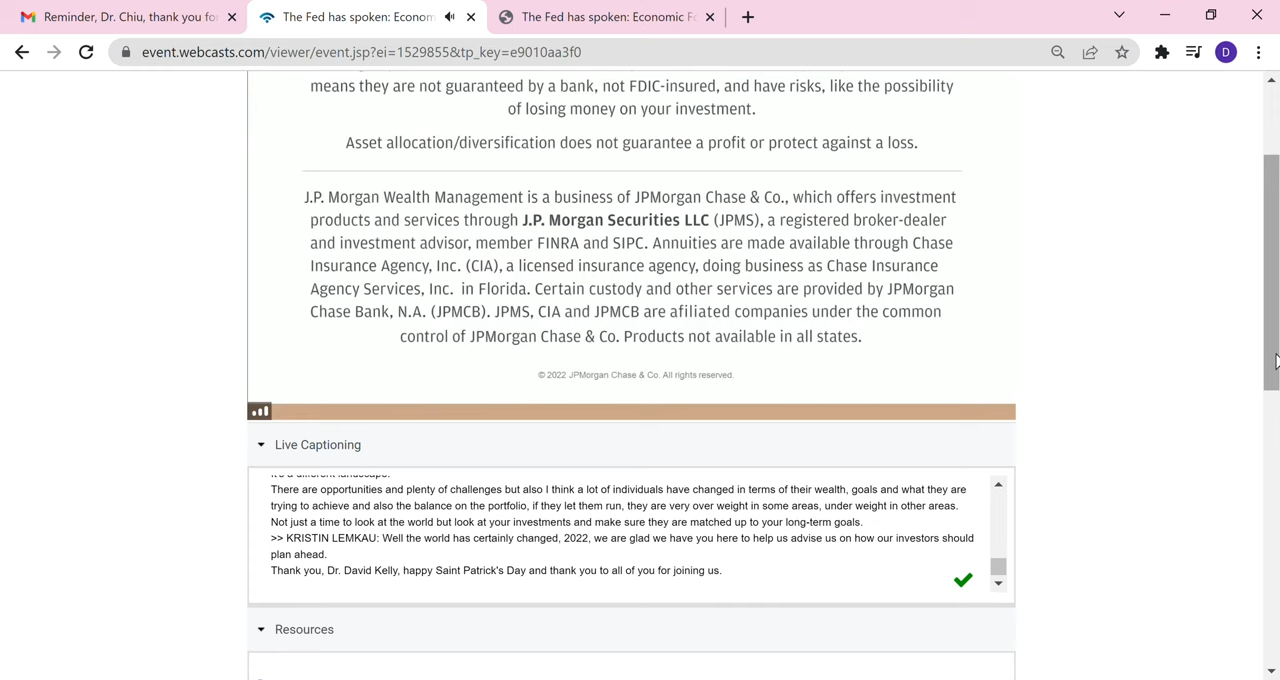 Reminder, Dr. Chiu, thank you for
The Fed has spoken: Econom
The Fed has spoken: Economic Fo
event.webcasts.com/viewer/event.jsp?ei=1529855&tp_key=e9010aa3f0
D
means they are not guaranteed by a bank, not FDIC-insured, and have risks, like the possibility
of losing money on your investment.
Asset allocation/diversification does not guarantee a profit or protect against a loss.
J.P. Morgan Wealth Management is a business of JPMorgan Chase & Co., which offers investment
products and services through J.P. Morgan Securities LLC (JPMS), a registered broker-dealer
and investment advisor, member FINRA and SIPC. Annuities are made available through Chase
Insurance Agency, Inc. (CIA), a licensed insurance agency, doing business as Chase Insurance
Agency Services, Inc. in Florida. Certain custody and other services are provided by JPMorgan
Chase Bank, N.A. (JPMCB). JPMS, CIA and JPMCB are affiliated companies under the common
control of JPMorgan Chase & Co. Products not available in all states.
© 2022 JPMorgan Chase & Co. All rights reserved.
Live Captioning
It's a different landscape.
There are opportunities and plenty of challenges but also I think a lot of individuals have changed in terms of their wealth, goals and what they are
trying to achieve and also the balance on the portfolio, if they let them run, they are very over weight in some areas, under weight in other areas.
Not just a time to look at the world but look at your investments and make sure they are matched up to your long-term goals.
>> KRISTIN LEMKAU: Well the world has certainly changed, 2022, we are glad we have you here to help us advise us on how our investors should
plan ahead.
Thank you, Dr. David Kelly, happy Saint Patrick's Day and thank you to all of you for joining us.
Resources